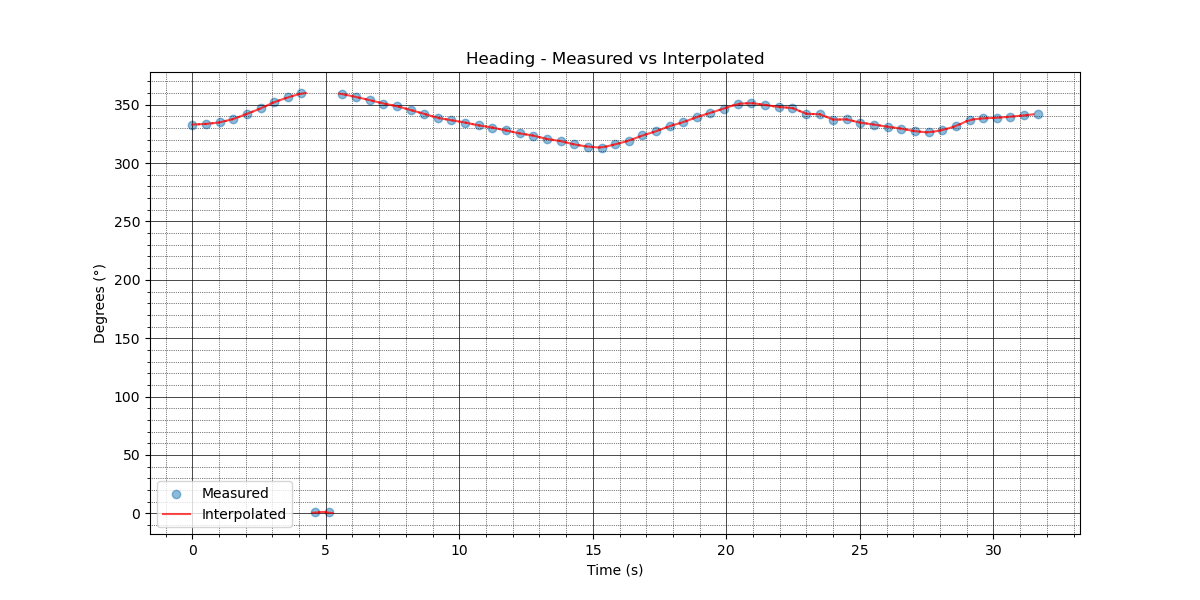 Heading - Measured vs Interpolated
Degrees (°)
350
300
250
200
150
100
50
0
Measured
Interpolated
0 5 10 15 20 25 30
Time (s)